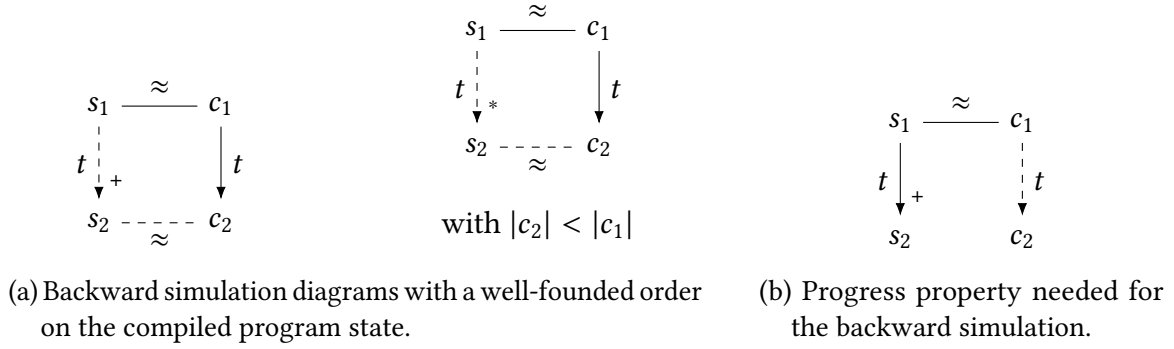 s₁ ≈ c₁
t + t
s₂ ≈ c₂
s₁ ≈ c₁
t * t
s₂ ≈ c₂
with |c₂| < |c₁|
s₁ ≈ c₁
t + t
s₂ c₂
(a) Backward simulation diagrams with a well-founded order
on the compiled program state.
(b) Progress property needed for
the backward simulation.